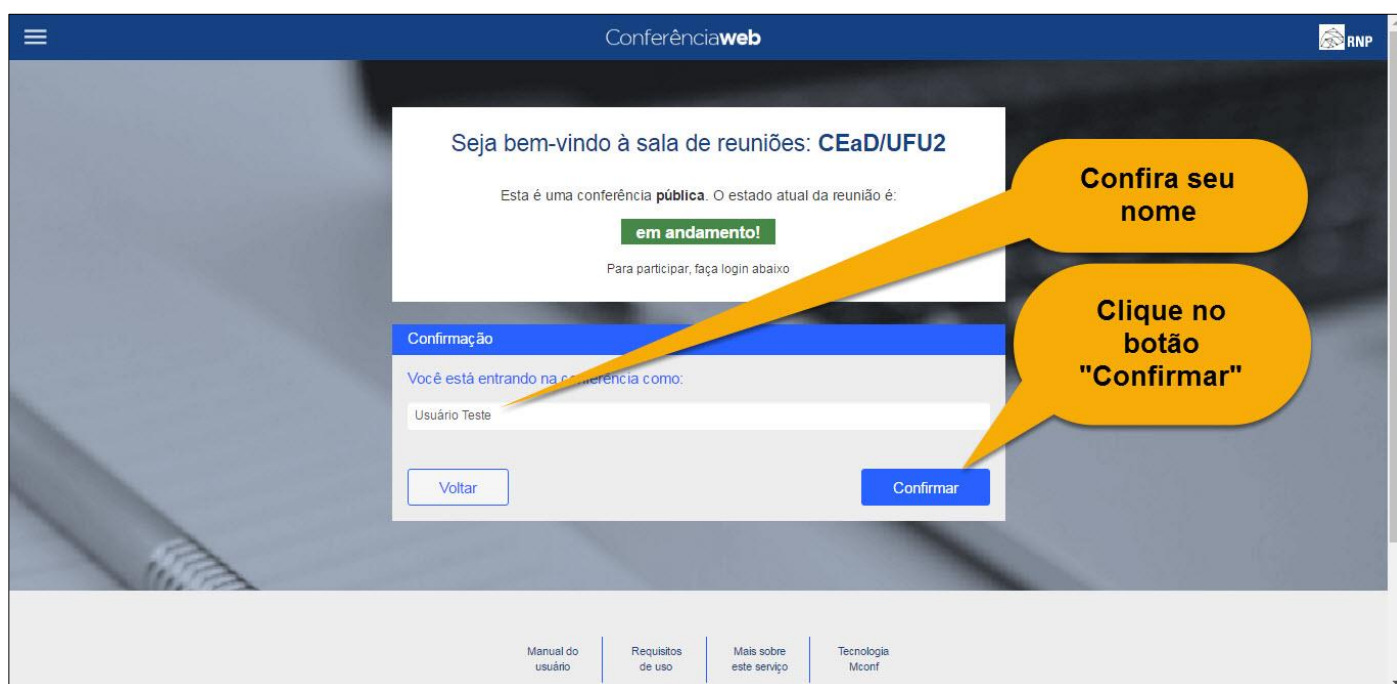 Conferênciaweb
RNP
Seja bem-vindo à sala de reuniões: CEaD/UFU2
Esta é uma conferência pública. O estado atual da reunião é:
em andamento!
Para participar, faça login abaixo
Confira seu
nome
Clique no
botão
"Confirmar"
Confirmação
Você está entrando na conferência como:
Usuário Teste
Voltar
Confirmar
Manual do
usuário
Requisitos
de uso
Mais sobre
este serviço
Tecnologia
Mconf